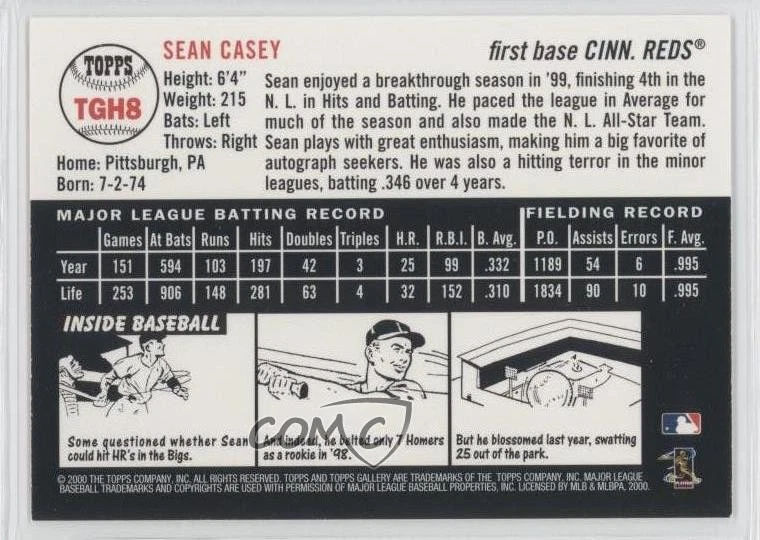 TOPPS
TGH8
SEAN CASEY
first base CINN. REDS®
Height: 6'4"
Weight: 215
Bats: Left
Throws: Right
Home: Pittsburgh, PA
Born: 7-2-74
Sean enjoyed a breakthrough season in '99, finishing 4th in the
N. L. in Hits and Batting. He paced the league in Average for
much of the season and also made the N. L. All-Star Team.
Sean plays with great enthusiasm, making him a big favorite of
autograph seekers. He was also a hitting terror in the minor
leagues, batting .346 over 4 years.
MAJOR LEAGUE BATTING RECORD FIELDING RECORD
Games At Bats Runs Hits Doubles Triples H.R. R.B.I. B. Avg. P.O. Assists Errors F. Avg.
Year 151 594 103 197 42 3 25 99 .332 1189 54 6 .995
Life 253 906 148 281 63 4 32 152 .310 1834 90 10 .995
INSIDE BASEBALL
Some questioned whether Sean
could hit HR's in the Bigs.
And indeed, he belted only 7 Homers
as a rookie in '98.
But he blossomed last year, swatting
25 out of the park.
COMC
© 2000 THE TOPPS COMPANY, INC. ALL RIGHTS RESERVED. TOPPS AND TOPPS GALLERY ARE TRADEMARKS OF THE TOPPS COMPANY, INC. MAJOR LEAGUE
BASEBALL TRADEMARKS AND COPYRIGHTS ARE USED WITH PERMISSION OF MAJOR LEAGUE BASEBALL PROPERTIES, INC. LICENSED BY MLB & MLBPA. 2000.